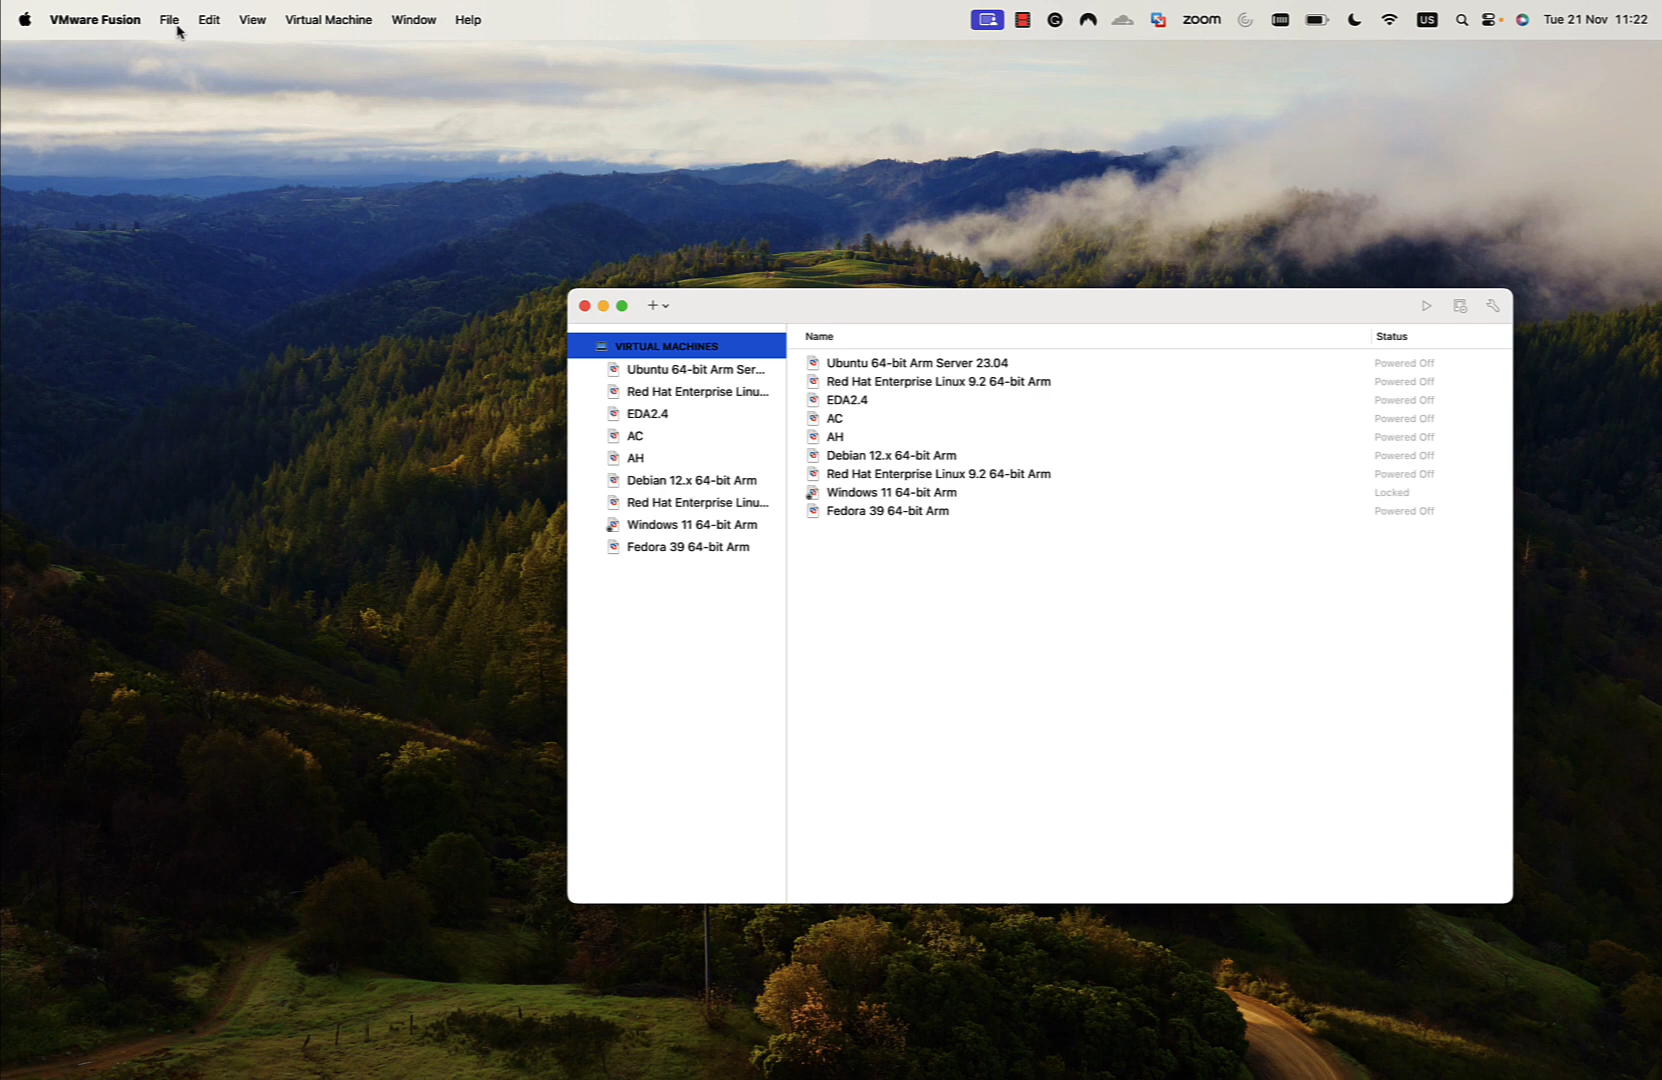 VMware Fusion File Edit View Virtual Machine Window Help zoom US Tue 21 Nov 11:22
VIRTUAL MACHINES
Ubuntu 64-bit Arm Ser...
Red Hat Enterprise Linu...
EDA2.4
AC
AH
Debian 12.x 64-bit Arm
Red Hat Enterprise Linu...
Windows 11 64-bit Arm
Fedora 39 64-bit Arm
Name Status
Ubuntu 64-bit Arm Server 23.04 Powered Off
Red Hat Enterprise Linux 9.2 64-bit Arm Powered Off
EDA2.4 Powered Off
AC Powered Off
AH Powered Off
Debian 12.x 64-bit Arm Powered Off
Red Hat Enterprise Linux 9.2 64-bit Arm Powered Off
Windows 11 64-bit Arm Locked
Fedora 39 64-bit Arm Powered Off